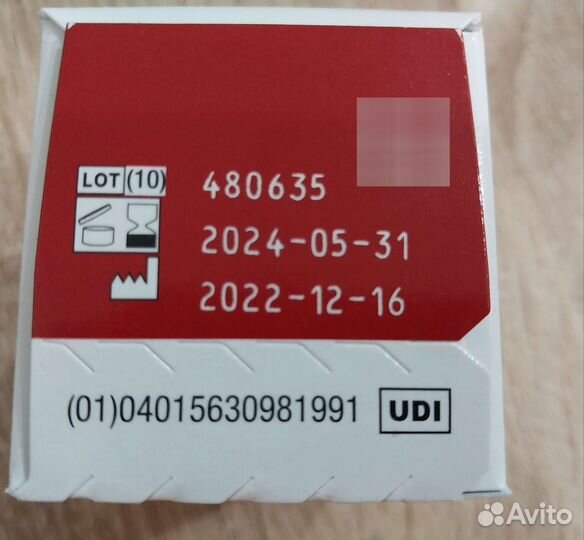 LOT (10) 480635
2024-05-31
2022-12-16
(01)04015630981991 UDI
Avito